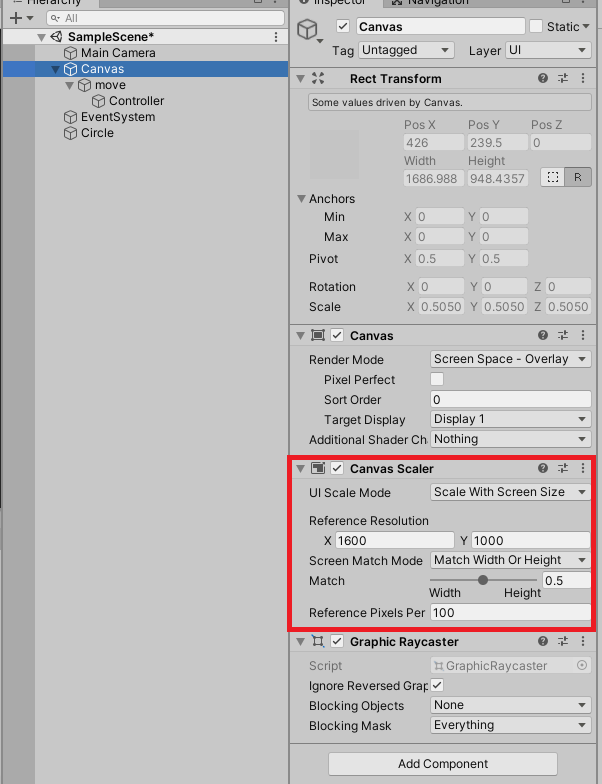 Hierarchy
All
SampleScene*
Main Camera
Canvas
move
Controller
EventSystem
Circle
Inspector
Navigation
Canvas
Static
Tag Untagged Layer UI
Rect Transform
Some values driven by Canvas.
Pos X Pos Y Pos Z
426 239.5 0
Width Height
1686.988 948.4357 R
Anchors
Min X 0 Y 0
Max X 0 Y 0
Pivot X 0.5 Y 0.5
Rotation X 0 Y 0 Z 0
Scale X 0.5050 Y 0.5050 Z 0.5050
Canvas
Render Mode Screen Space - Overlay
Pixel Perfect
Sort Order 0
Target Display Display 1
Additional Shader Ch Nothing
Canvas Scaler
UI Scale Mode Scale With Screen Size
Reference Resolution
X 1600 Y 1000
Screen Match Mode Match Width Or Height
Match 0.5
Width Height
Reference Pixels Per 100
Graphic Raycaster
Script GraphicRaycaster
Ignore Reversed Grap
Blocking Objects None
Blocking Mask Everything
Add Component